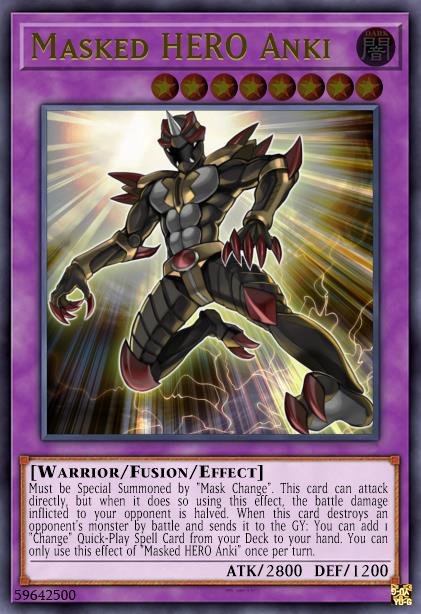 Masked HERO Anki
DARK
闇
[Warrior/Fusion/Effect]
Must be Special Summoned by "Mask Change". This card can attack
directly, but when it does so using this effect, the battle damage
inflicted to your opponent is halved. When this card destroys an
opponent's monster by battle and sends it to the GY: You can add 1
"Change" Quick-Play Spell Card from your Deck to your hand. You can
only use this effect of "Masked HERO Anki" once per turn.
ATK/2800 DEF/1200
59642500